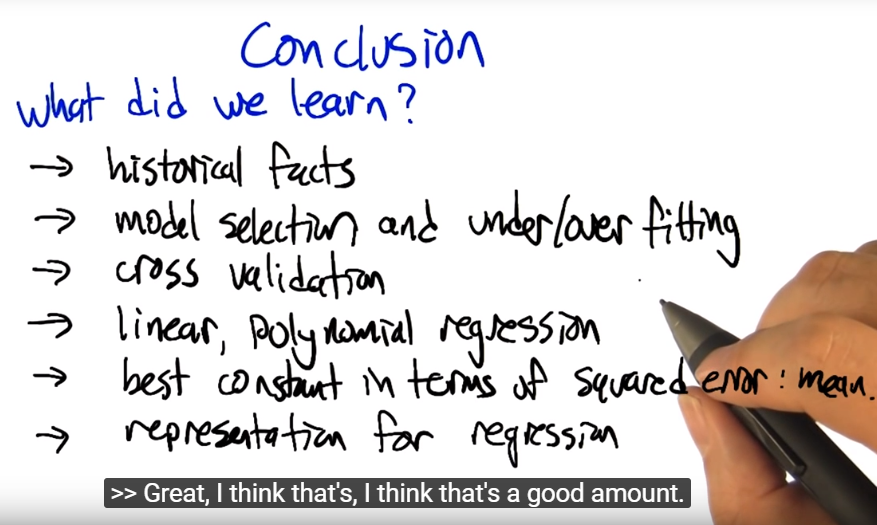 Conclusion
What did we learn?
→ historical facts
→ model selection and under/over fitting
→ cross validation
→ linear, polynomial regression
→ best constant in terms of squared error: mean.
→ representation for regression
>> Great, I think that's, I think that's a good amount.